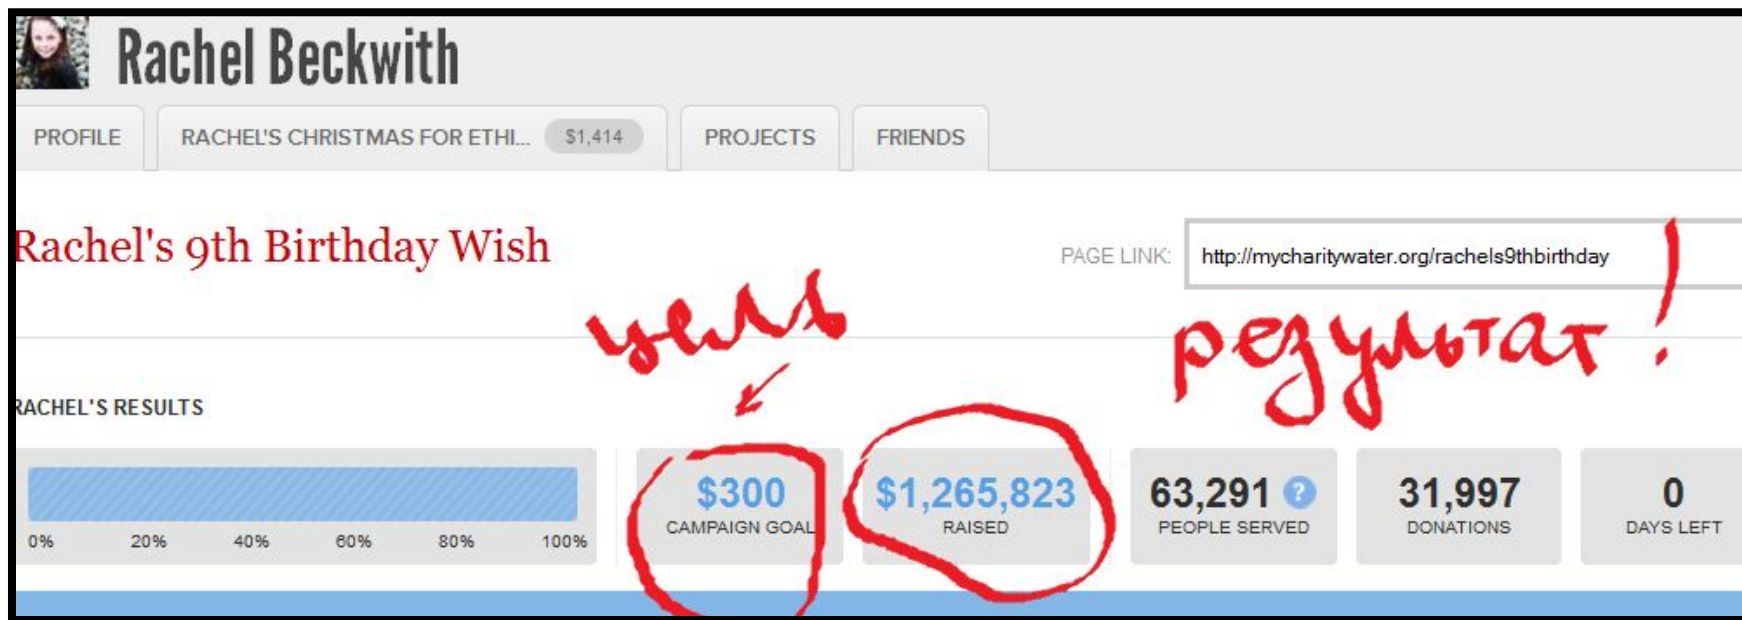 Rachel Beckwith
PROFILE RACHEL'S CHRISTMAS FOR ETHI... $1,414 PROJECTS FRIENDS
Rachel's 9th Birthday Wish PAGE LINK: http://mycharitywater.org/rachels9thbirthday
цель результат!
RACHEL'S RESULTS
$300 $1,265,823 63,291 ? 31,997 0
CAMPAIGN GOAL RAISED PEOPLE SERVED DONATIONS DAYS LEFT
0% 20% 40% 60% 80% 100%